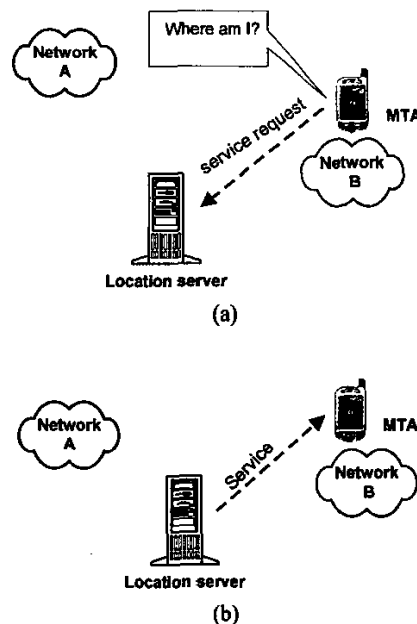 Network
A
Where am I?
MTA
service request
Network
B
Location server
(a)
Network
A
MTA
Service
Network
B
Location server
(b)